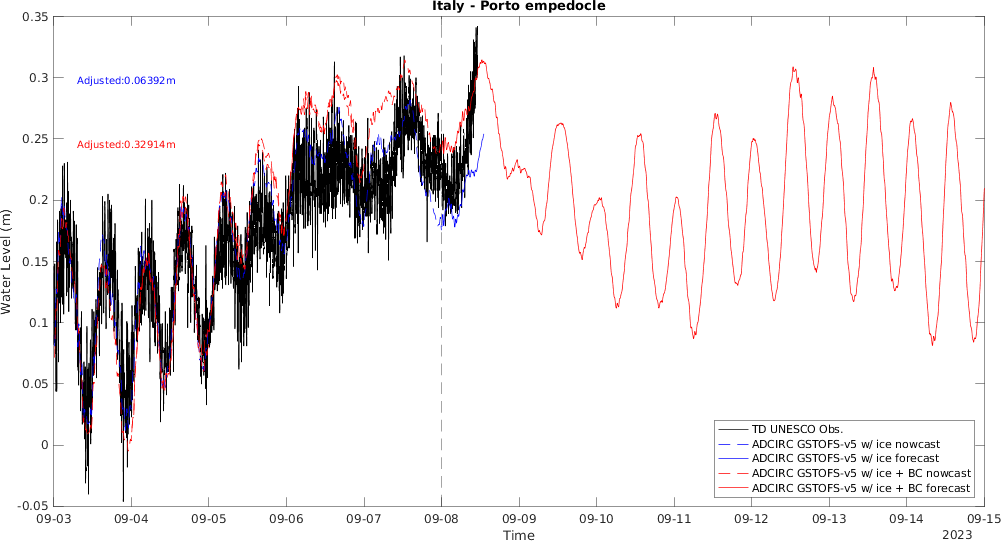 Italy - Porto empedocle
Adjusted:0.06392m
Adjusted:0.32914m
Water Level (m)
0.35
0.3
0.25
0.2
0.15
0.1
0.05
0
-0.05
TD UNESCO Obs.
ADCIRC GSTOFS-v5 w/ ice nowcast
ADCIRC GSTOFS-v5 w/ ice forecast
ADCIRC GSTOFS-v5 w/ ice + BC nowcast
ADCIRC GSTOFS-v5 w/ ice + BC forecast
09-03 09-04 09-05 09-06 09-07 09-08 09-09 09-10 09-11 09-12 09-13 09-14 09-15
Time
2023